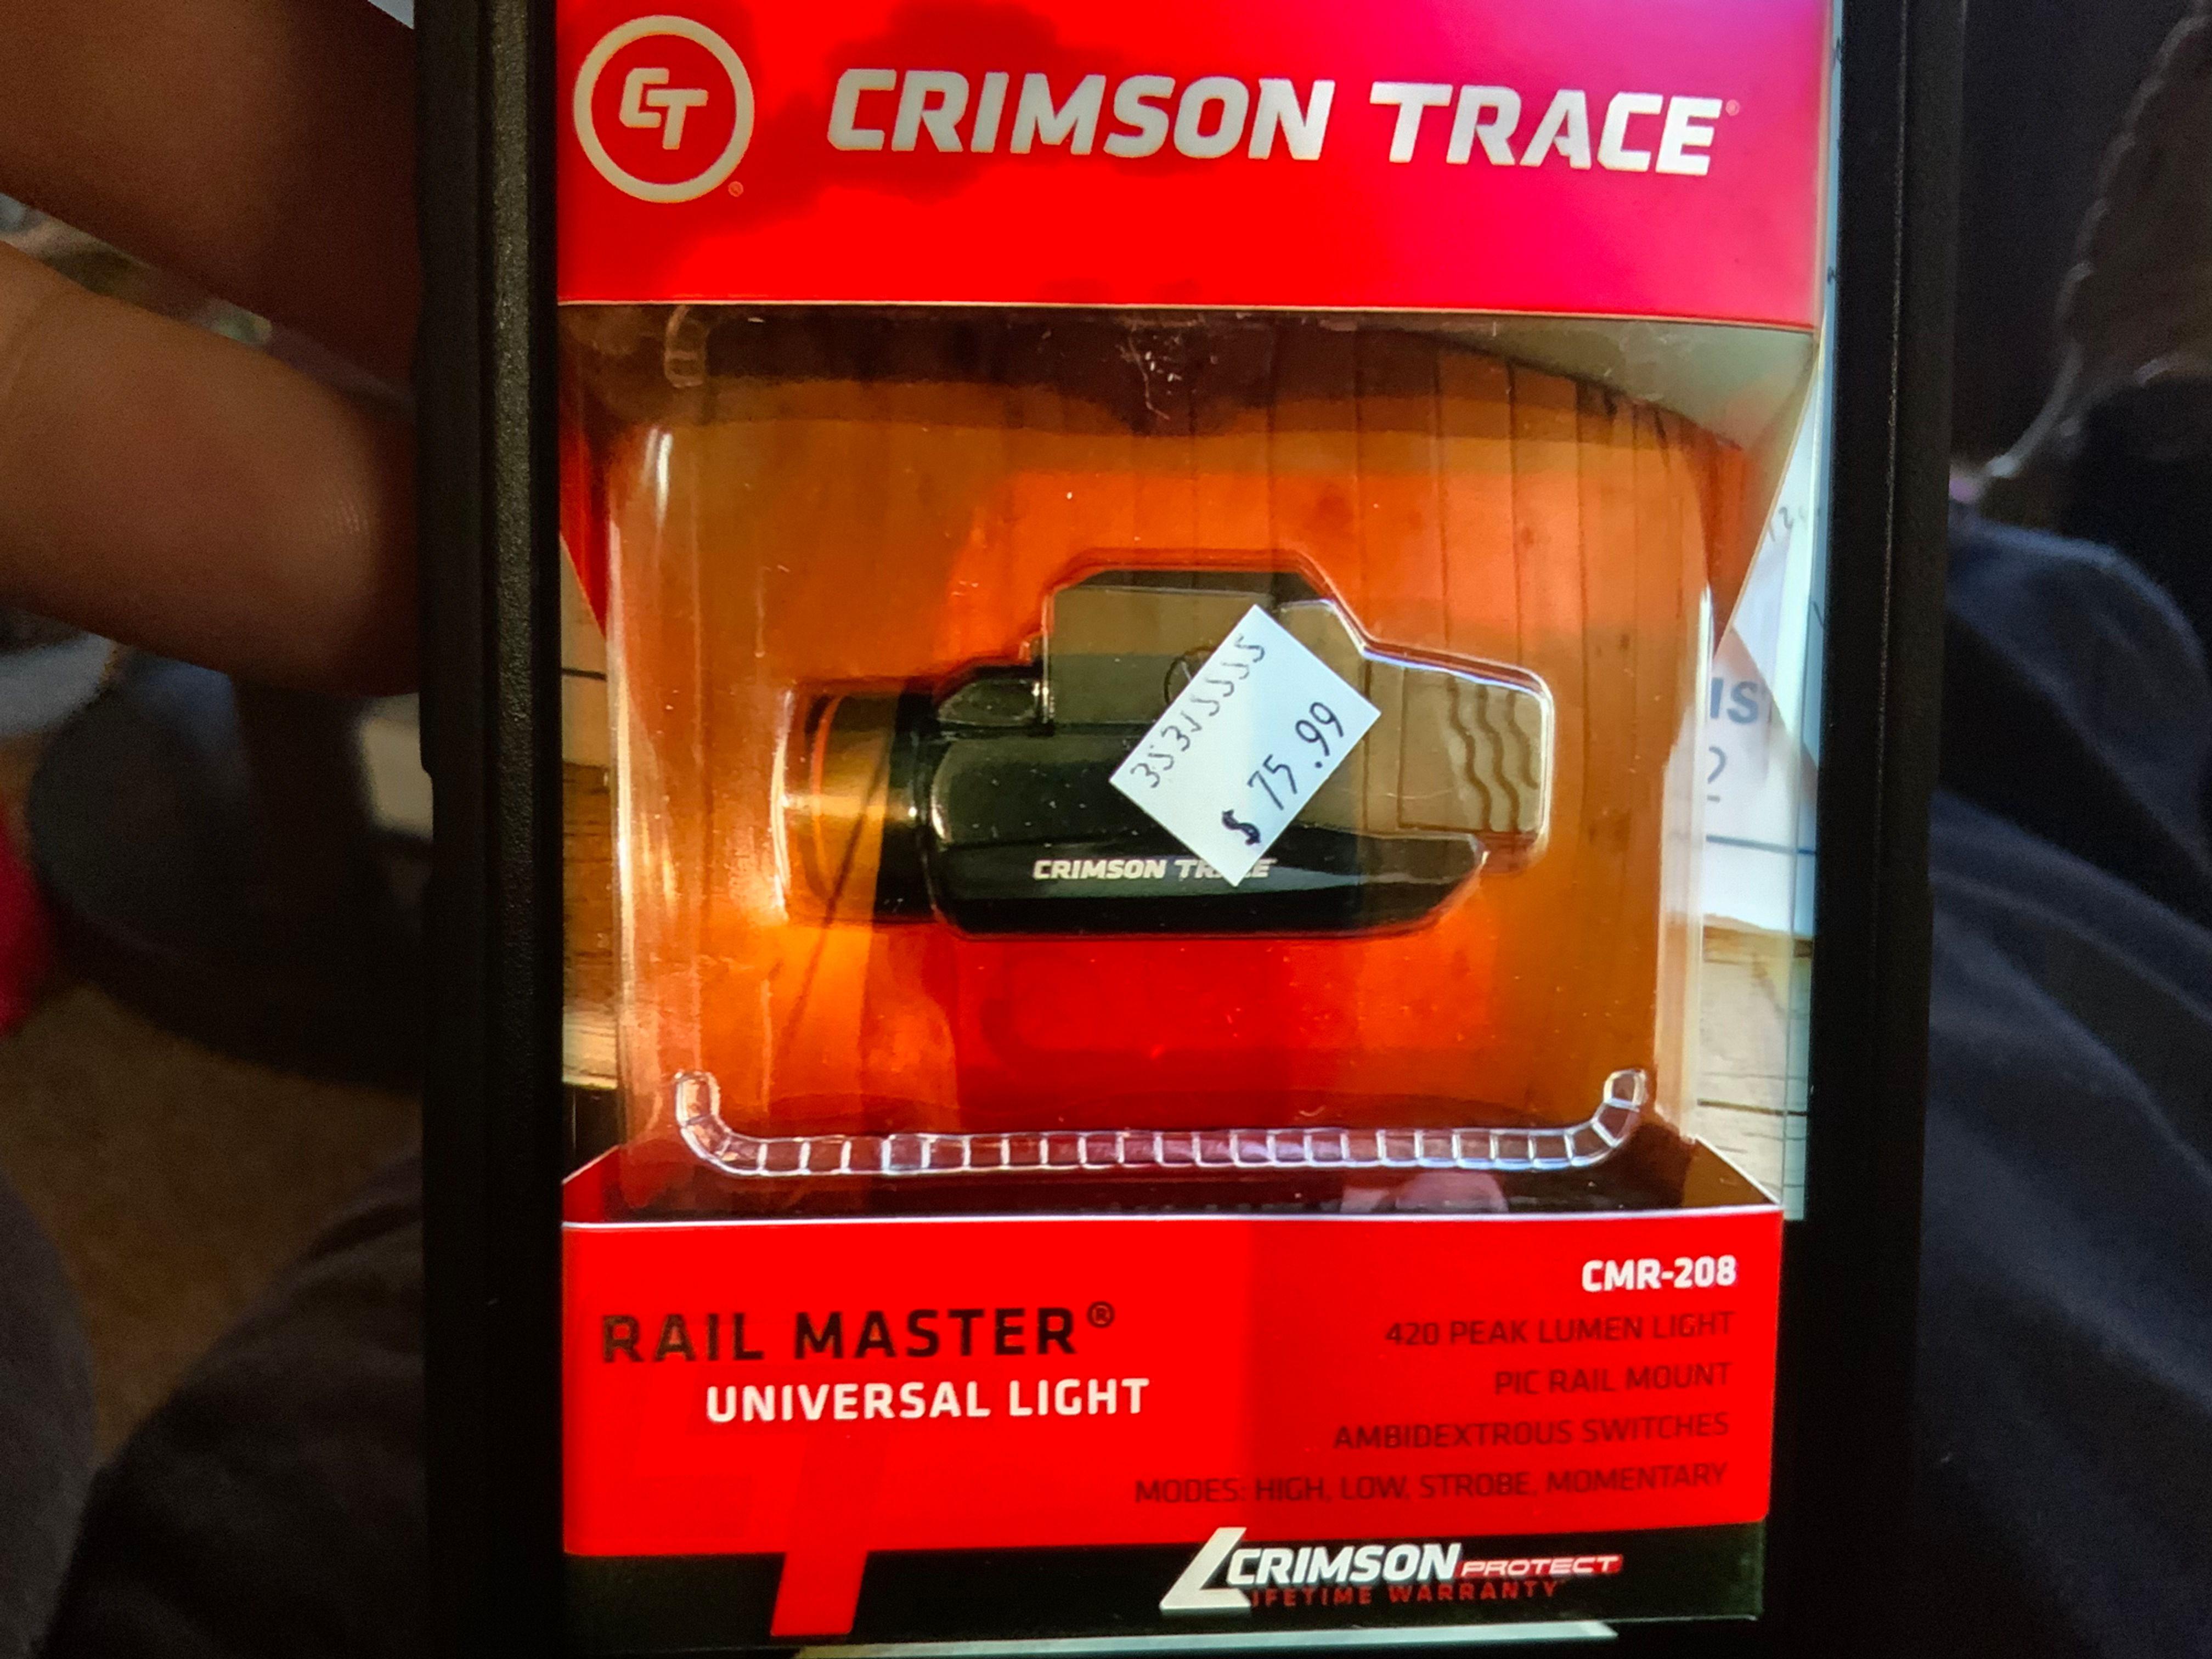 CT
CRIMSON TRACE®
$ 75.99
CRIMSON
CMR-208
RAIL MASTER®
UNIVERSAL LIGHT
420 PEAK LUMEN LIGHT
PIC RAIL MOUNT
AMBIDEXTROUS SWITCHES
MODES: HIGH, LOW, STROBE, MOMENTARY
CRIMSON PROTECT
LIFETIME WARRANTY